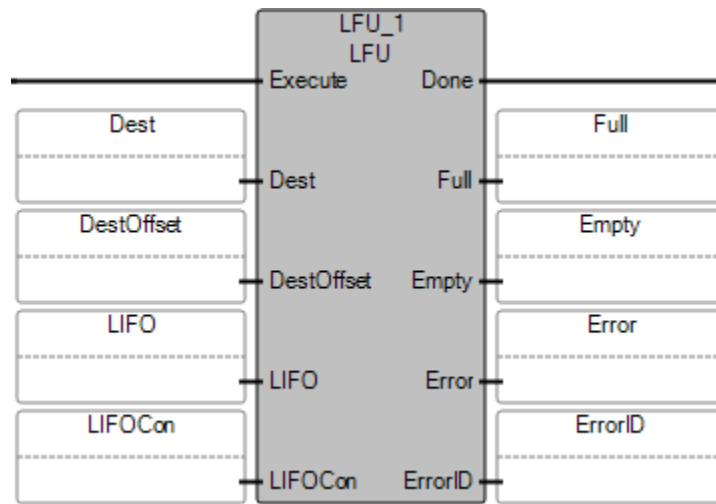 LFU_1
LFU
Execute Done
Dest Full
Dest Full
DestOffset Empty
DestOffset Empty
LIFO Error
LIFO Error
LIFOCon ErrorID
LIFOCon ErrorID